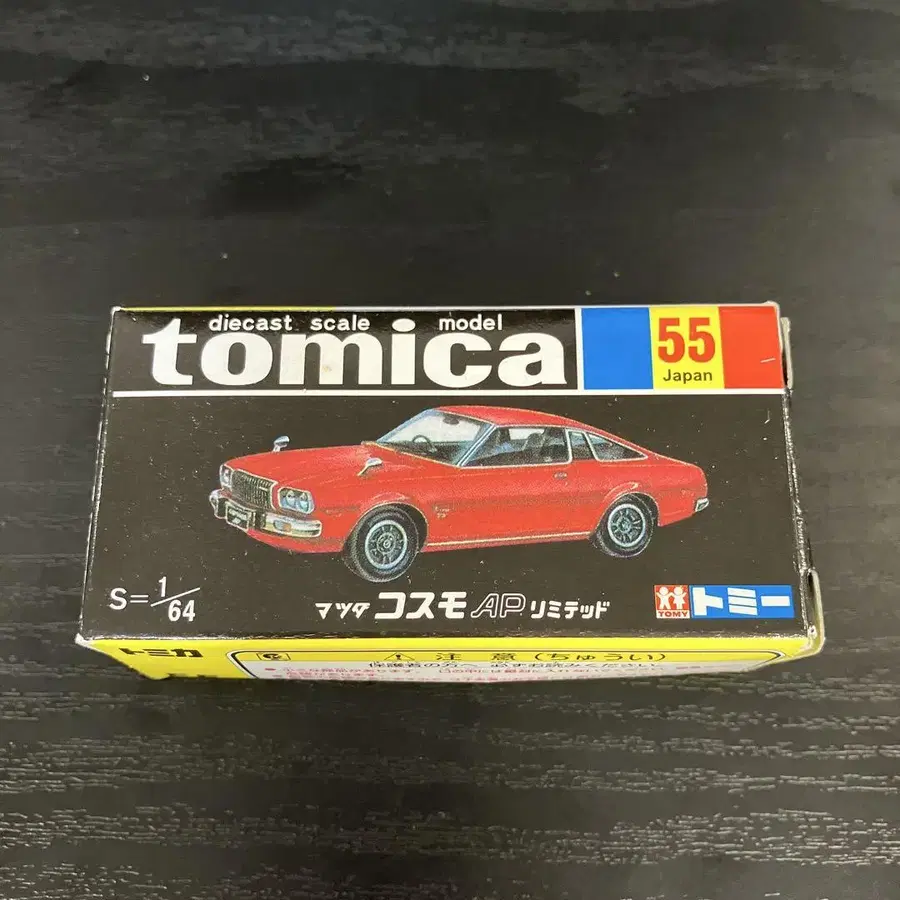 diecast scale model
tomica
55
Japan
S=1/64
マツダ コスモ AP リミテッド
TOMY
トミー
トミカ
注意(ちゅうい)
保護者の方へ 必ずお読みください。